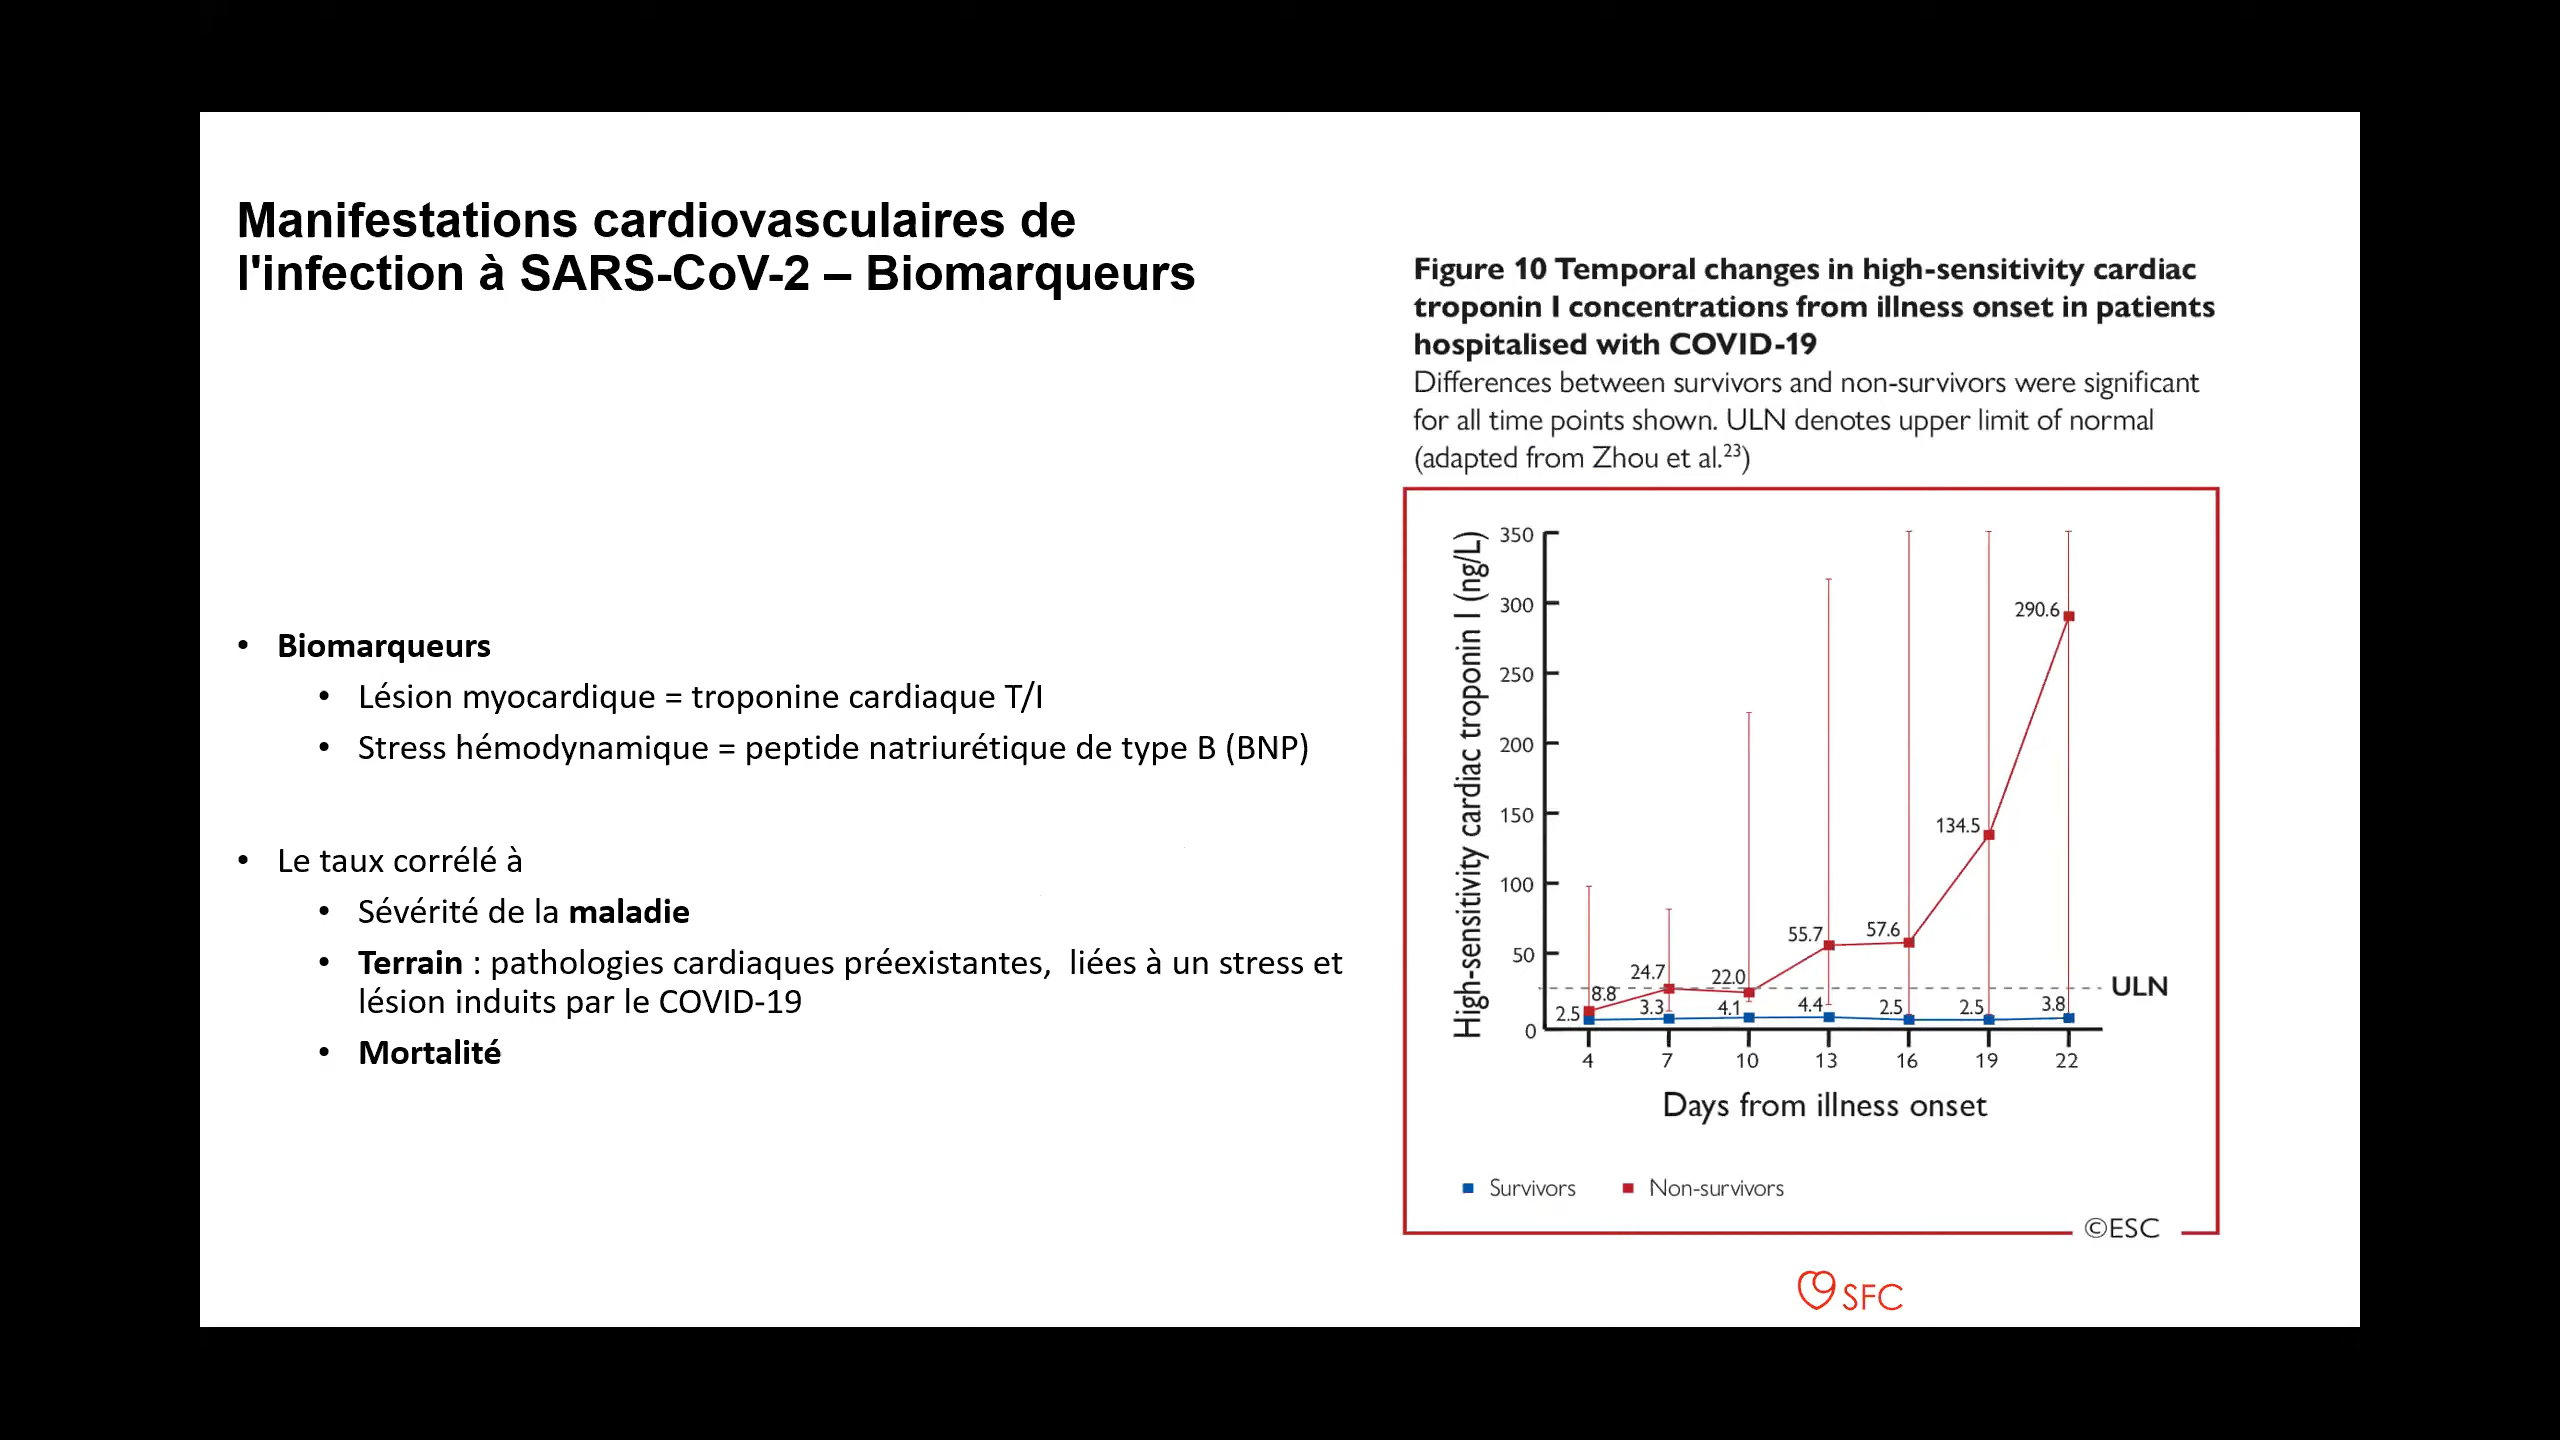 Manifestations cardiovasculaires de
l'infection à SARS-CoV-2 – Biomarqueurs
• Biomarqueurs
• Lésion myocardique = troponine cardiaque T/I
• Stress hémodynamique = peptide natriurétique de type B (BNP)
• Le taux corrélé à
• Sévérité de la maladie
• Terrain : pathologies cardiaques préexistantes, liées à un stress et
lésion induits par le COVID-19
• Mortalité
Figure 10 Temporal changes in high-sensitivity cardiac
troponin I concentrations from illness onset in patients
hospitalised with COVID-19
Differences between survivors and non-survivors were significant
for all time points shown. ULN denotes upper limit of normal
(adapted from Zhou et al.²³)
High-sensitivity cardiac troponin I (ng/L)
350
300
250
200
150
100
50
0
290.6
134.5
57.6
55.7
22.0
24.7
8.8
2.5
3.3
4.1
4.4
2.5
2.5
3.8
ULN
4 7 10 13 16 19 22
Days from illness onset
Survivors Non-survivors
©ESC
SFC